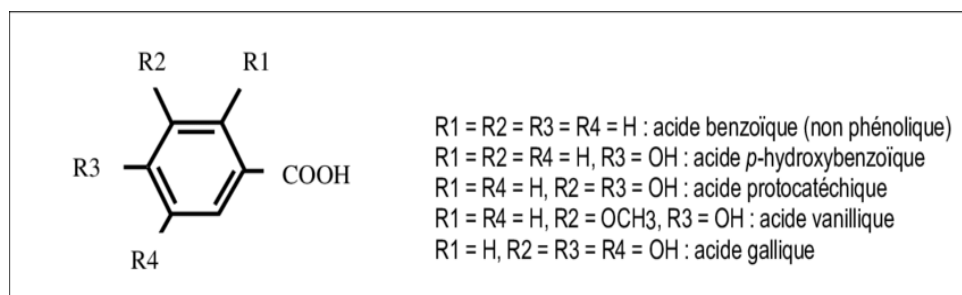 R2 R1
R3 COOH
R4
R1 = R2 = R3 = R4 = H : acide benzoïque (non phénolique)
R1 = R2 = R4 = H, R3 = OH : acide p-hydroxybenzoïque
R1 = R4 = H, R2 = R3 = OH : acide protocatéchique
R1 = R4 = H, R2 = OCH3, R3 = OH : acide vanillique
R1 = H, R2 = R3 = R4 = OH : acide gallique